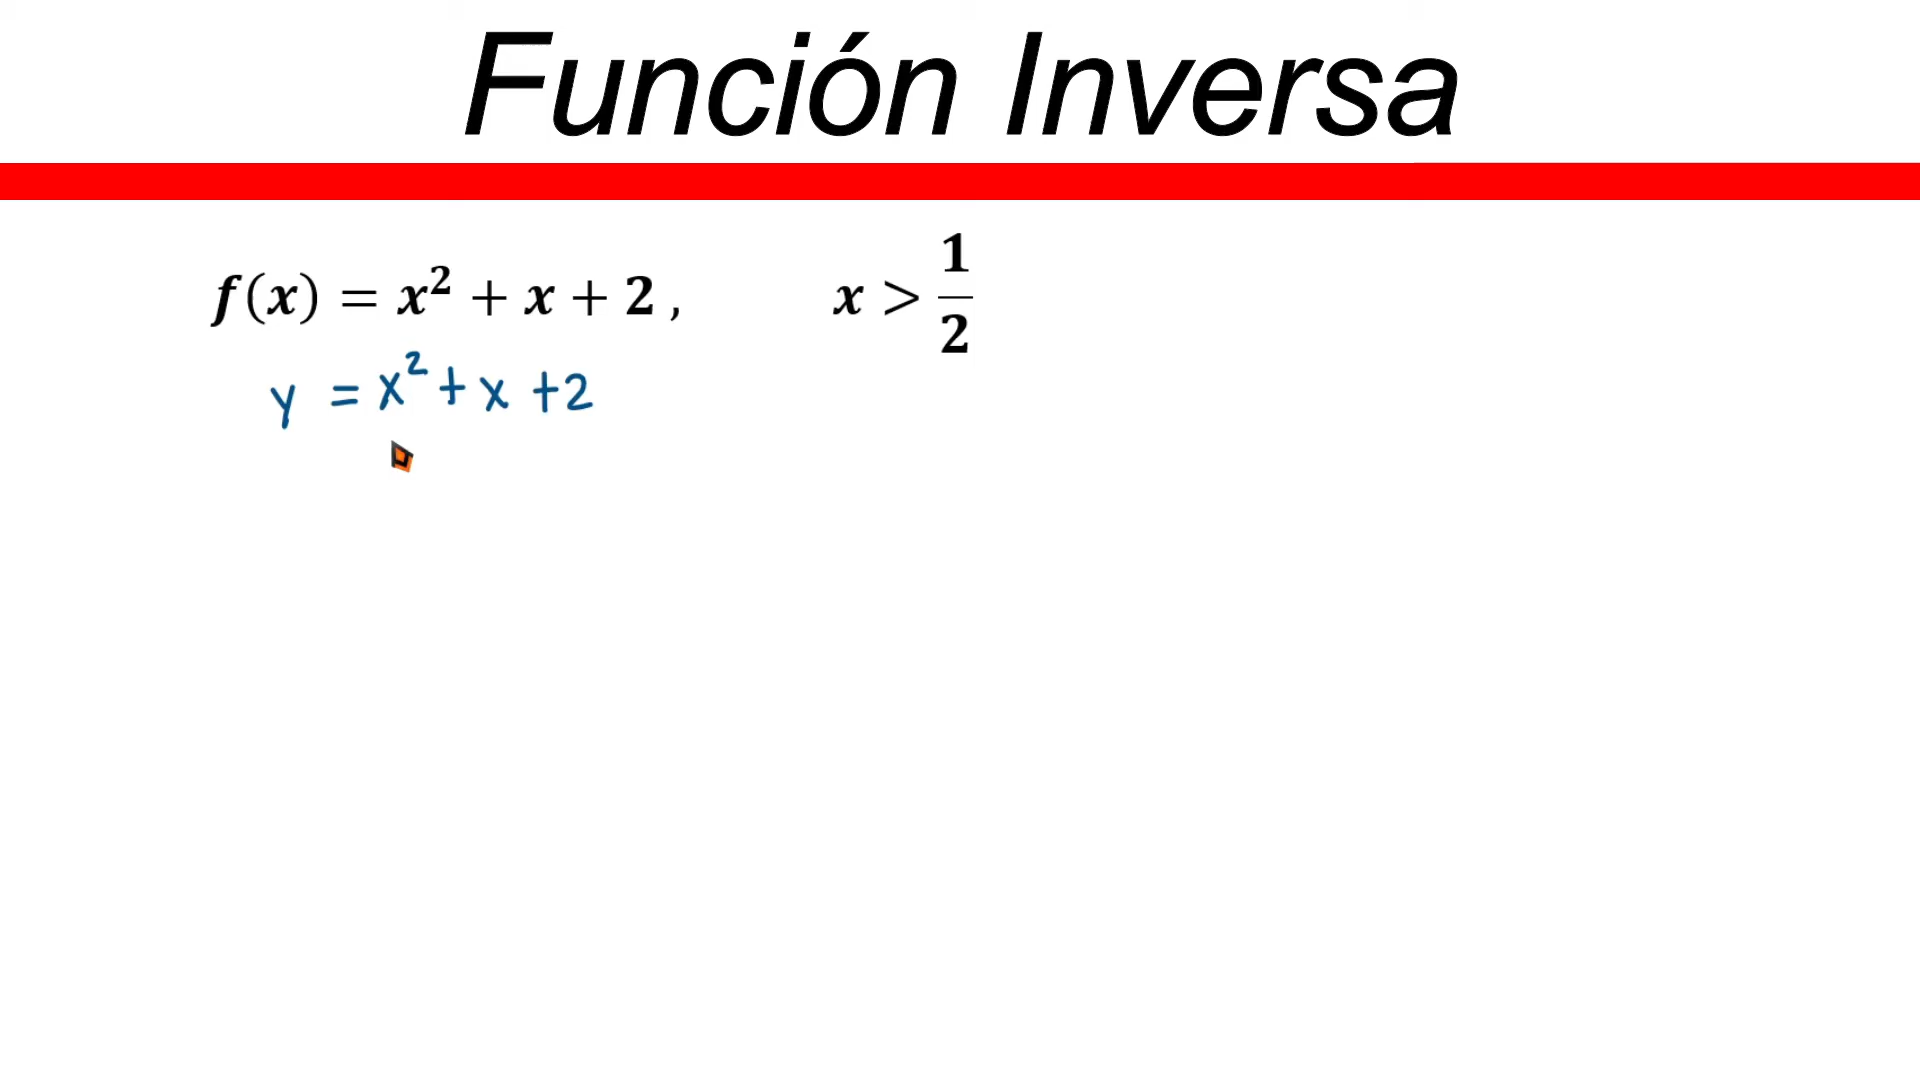 Función Inversa
f(x) = x² + x + 2 , x > 1/2
y = x² + x + 2